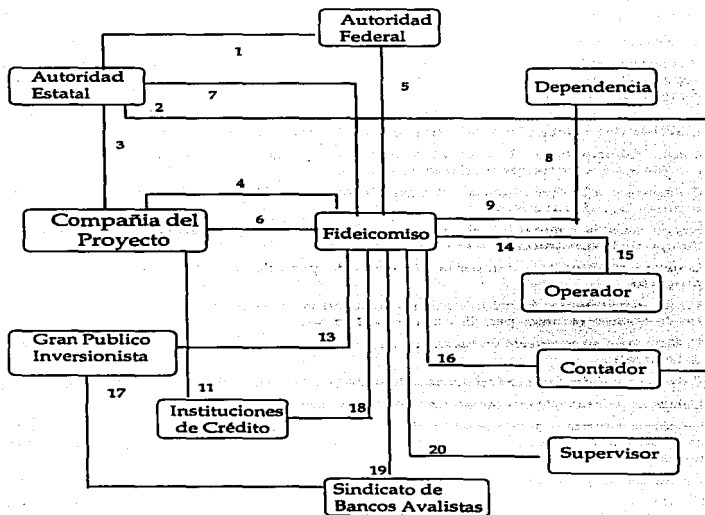 Autoridad
Federal
1
Autoridad
Estatal
7
5
Dependencia
2
3
8
4
9
Compañia del
Proyecto
6
Fideicomiso
14
15
Operador
Gran Publico
Inversionista
13
16
Contador
17
11
Instituciones
de Crédito
18
20
Supervisor
19
Sindicato de
Bancos Avalistas